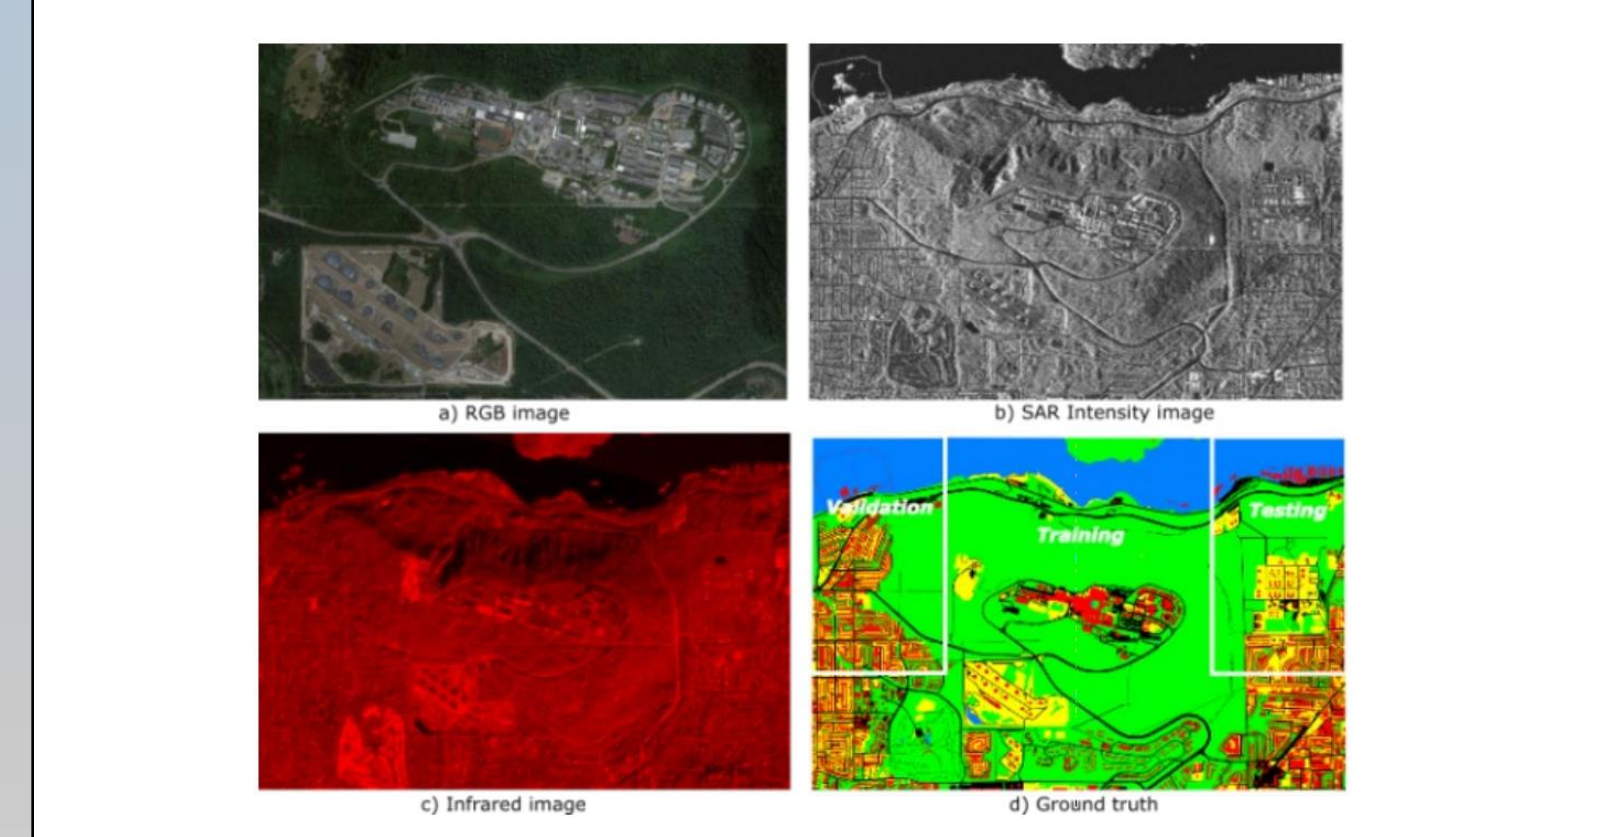 a) RGB image
b) SAR Intensity image
Validation
Training
Testing
c) Infrared image
d) Ground truth